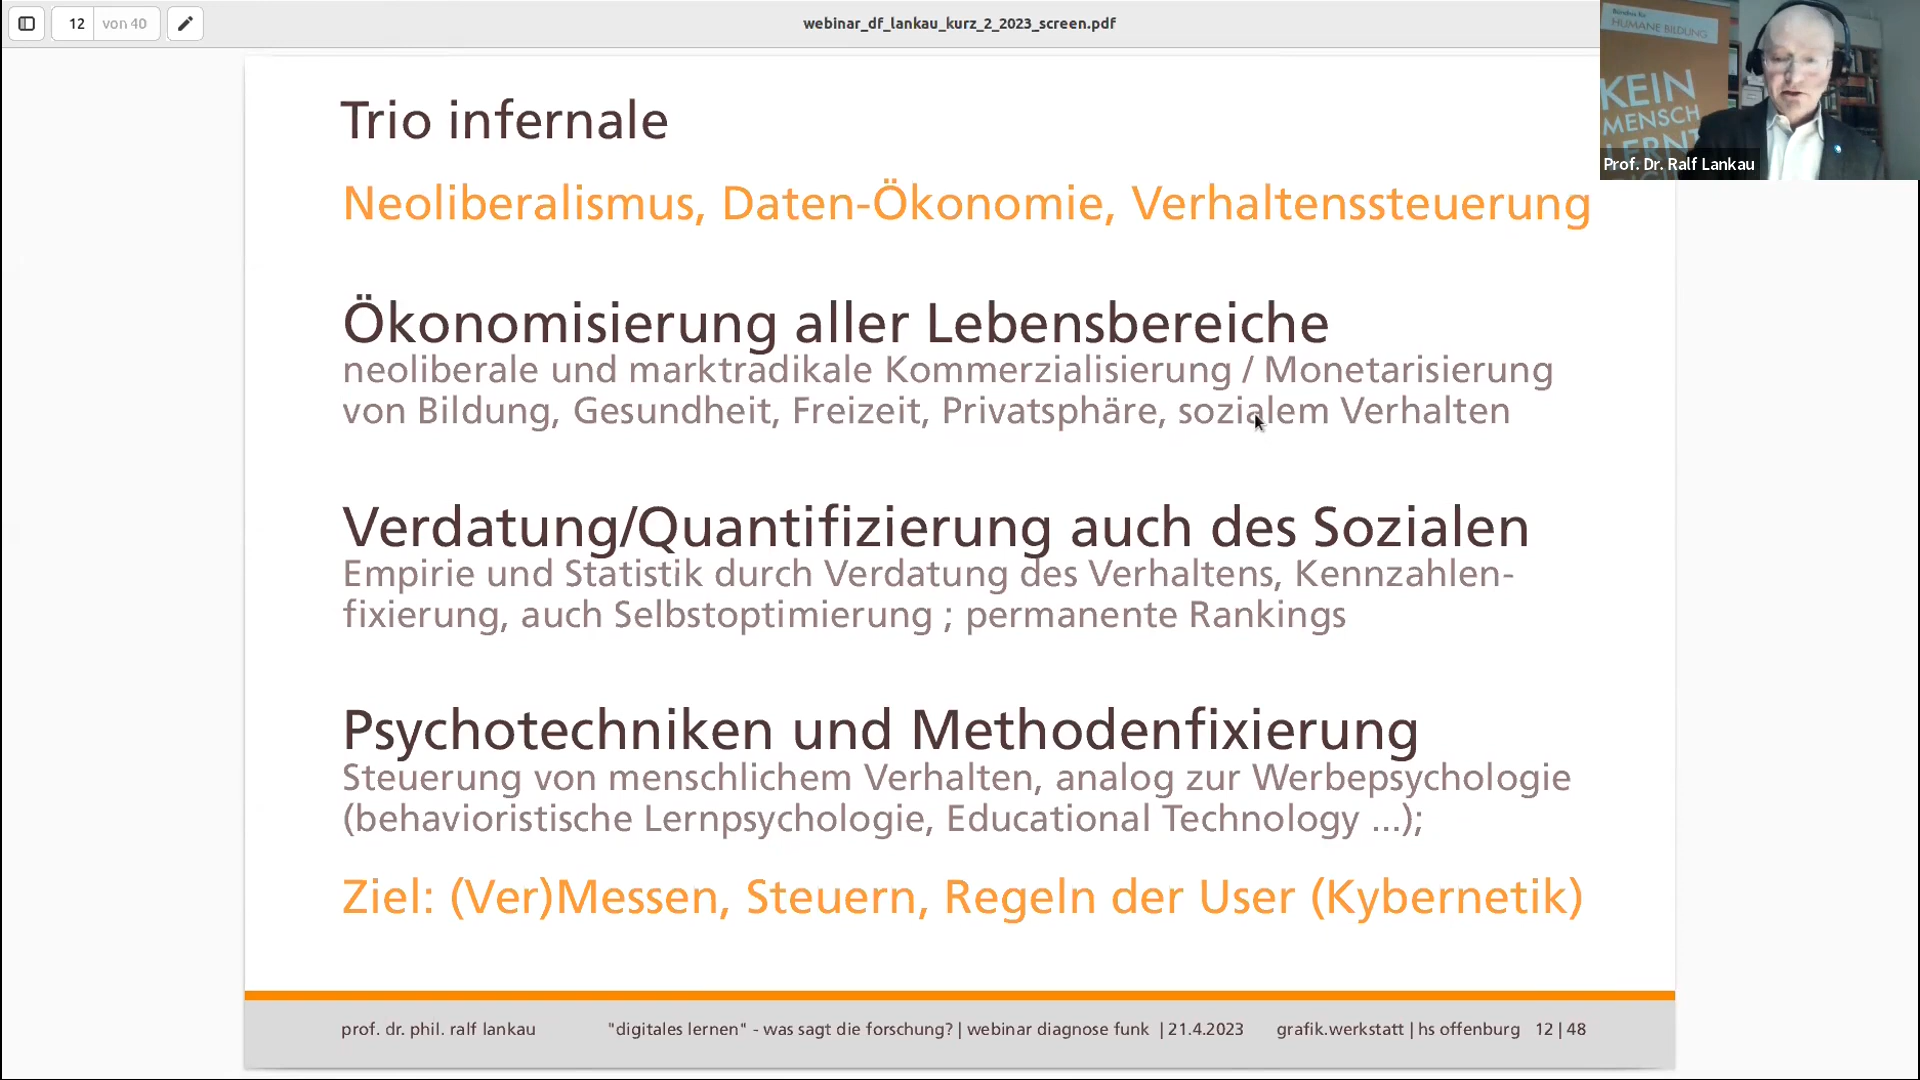 12 von 40
webinar_df_lankau_kurz_2_2023_screen.pdf
Bündnis für
HUMANE BILDUNG
KEIN
MENSCH
LERNT
Prof. Dr. Ralf Lankau
Trio infernale
Neoliberalismus, Daten-Ökonomie, Verhaltenssteuerung
Ökonomisierung aller Lebensbereiche
neoliberale und marktradikale Kommerzialisierung / Monetarisierung
von Bildung, Gesundheit, Freizeit, Privatsphäre, sozialem Verhalten
Verdatung/Quantifizierung auch des Sozialen
Empirie und Statistik durch Verdatung des Verhaltens, Kennzahlen-
fixierung, auch Selbstoptimierung ; permanente Rankings
Psychotechniken und Methodenfixierung
Steuerung von menschlichem Verhalten, analog zur Werbepsychologie
(behavioristische Lernpsychologie, Educational Technology ...);
Ziel: (Ver)Messen, Steuern, Regeln der User (Kybernetik)
prof. dr. phil. ralf lankau "digitales lernen" - was sagt die forschung? | webinar diagnose funk | 21.4.2023 grafik.werkstatt | hs offenburg 12 | 48